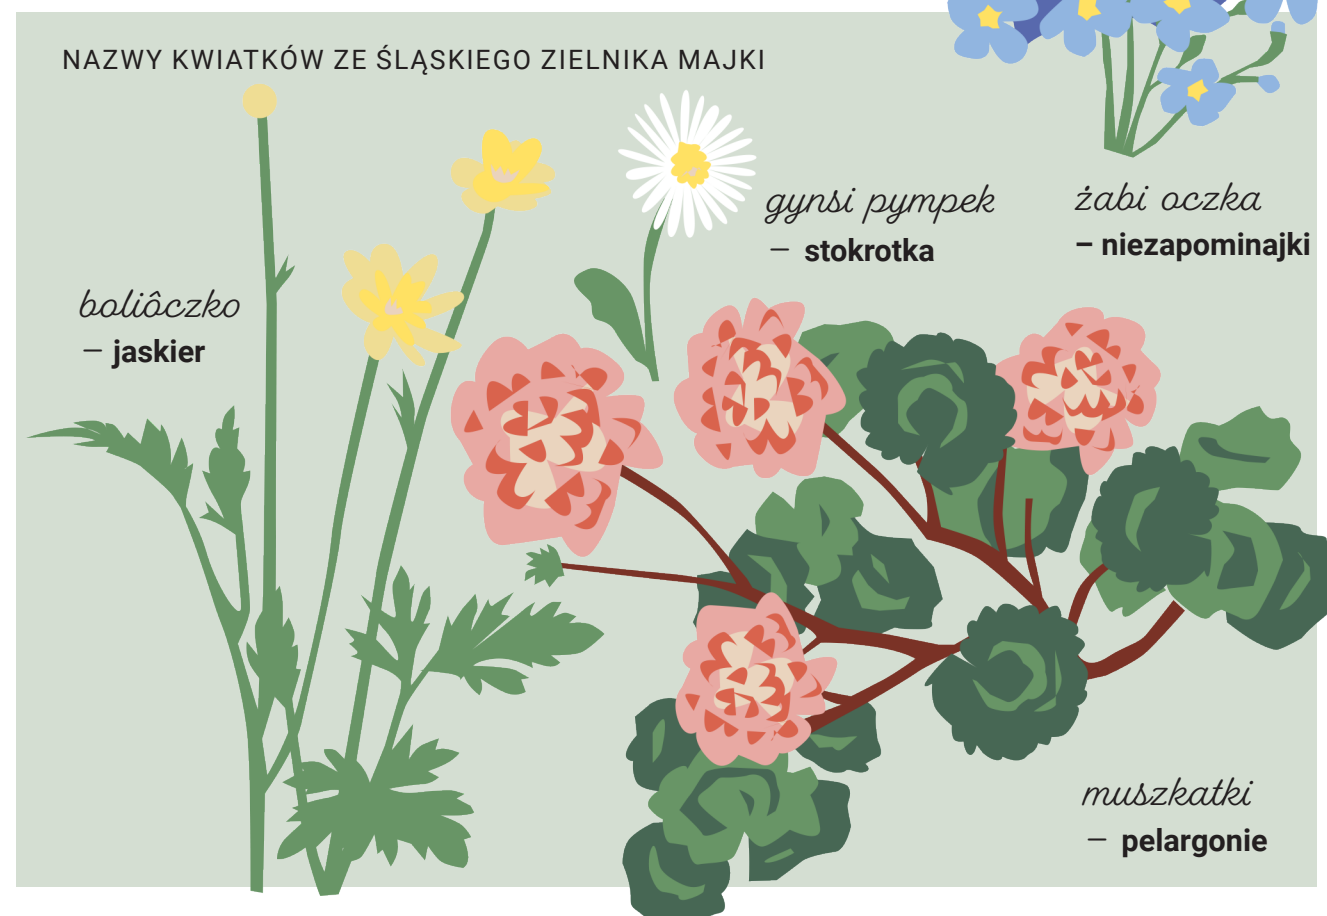 NAZWY KWIATKÓW ZE ŚLĄSKIEGO ZIELNIKA MAJKI
gynsi pympek
– stokrotka
żabi oczka
– niezapominajki
boliôczko
– jaskier
muszkatki
– pelargonie